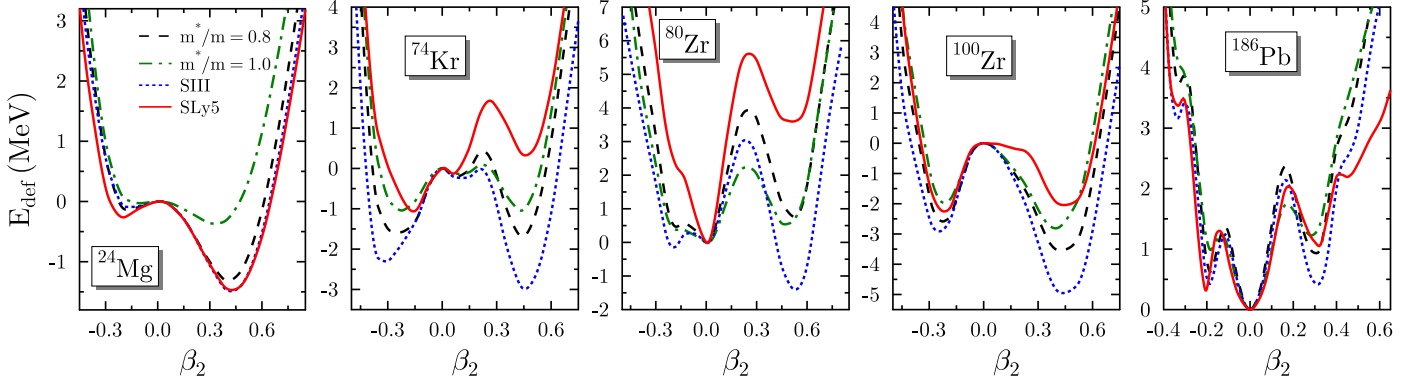 E_def (MeV)
3
2
1
0
-1
m*/m = 0.8
m*/m = 1.0
SIII
SLy5
²⁴Mg
-0.3 0.0 0.3 0.6
β₂
4
3
2
1
0
-1
-2
-3
⁷⁴Kr
-0.3 0.0 0.3 0.6
β₂
7
6
5
4
3
2
1
0
-1
-2
⁸⁰Zr
-0.3 0.0 0.3 0.6
β₂
4
3
2
1
0
-1
-2
-3
-4
-5
¹⁰⁰Zr
-0.3 0.0 0.3 0.6
β₂
5
4
3
2
1
0
¹⁸⁶Pb
-0.4 -0.2 0.0 0.2 0.4 0.6
β₂